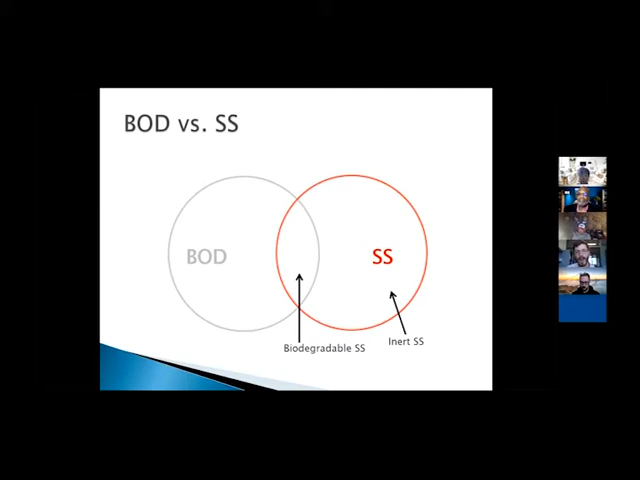 BOD vs. SS
BOD
SS
Biodegradable SS
Inert SS